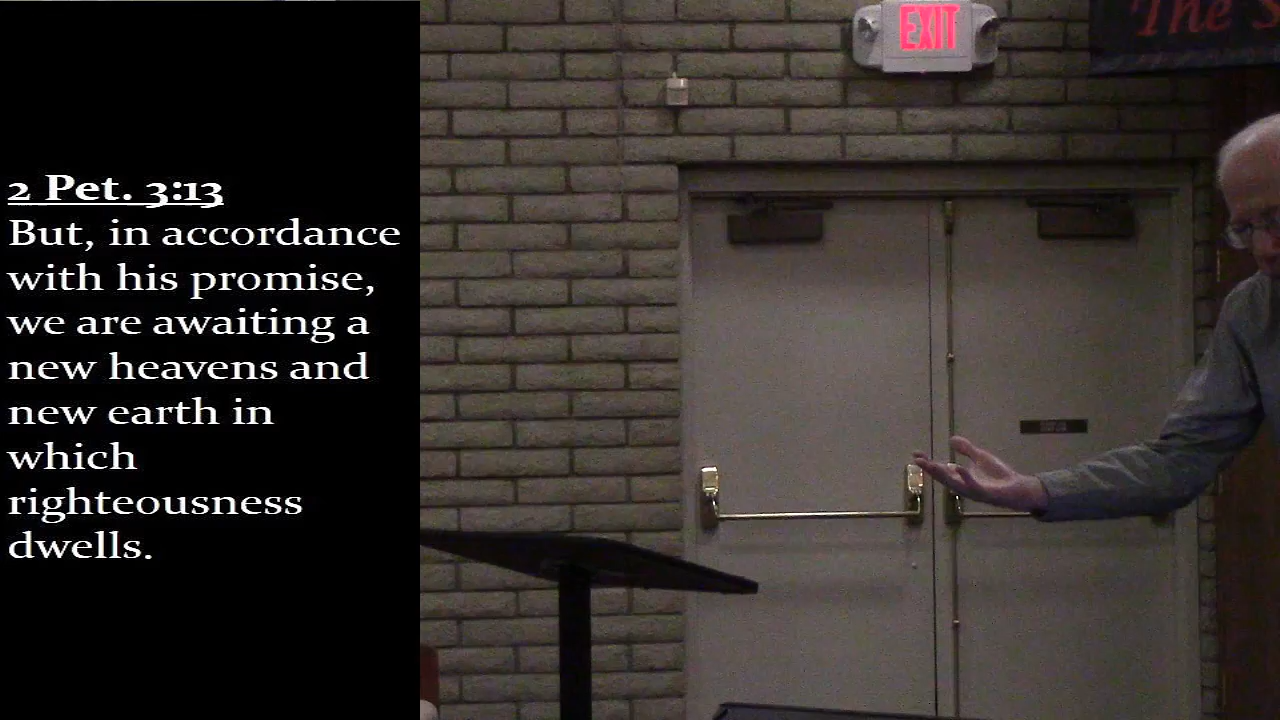 2 Pet. 3:13
But, in accordance
with his promise,
we are awaiting a
new heavens and
new earth in
which
righteousness
dwells.
EXIT
The